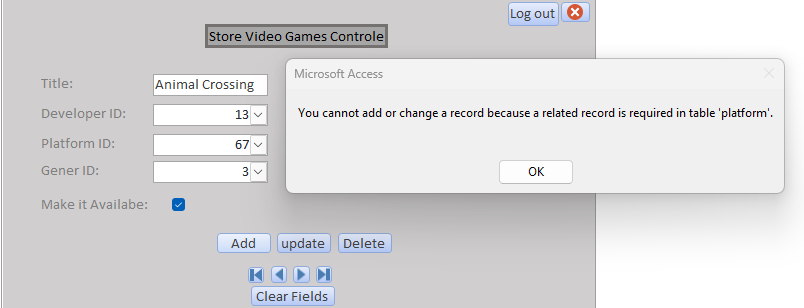 Log out
Store Video Games Controle
Title:
Animal Crossing
Microsoft Access
You cannot add or change a record because a related record is required in table 'platform'.
OK
Developer ID:
13
Platform ID:
67
Gener ID:
3
Make it Availabe:
Add
update
Delete
Clear Fields